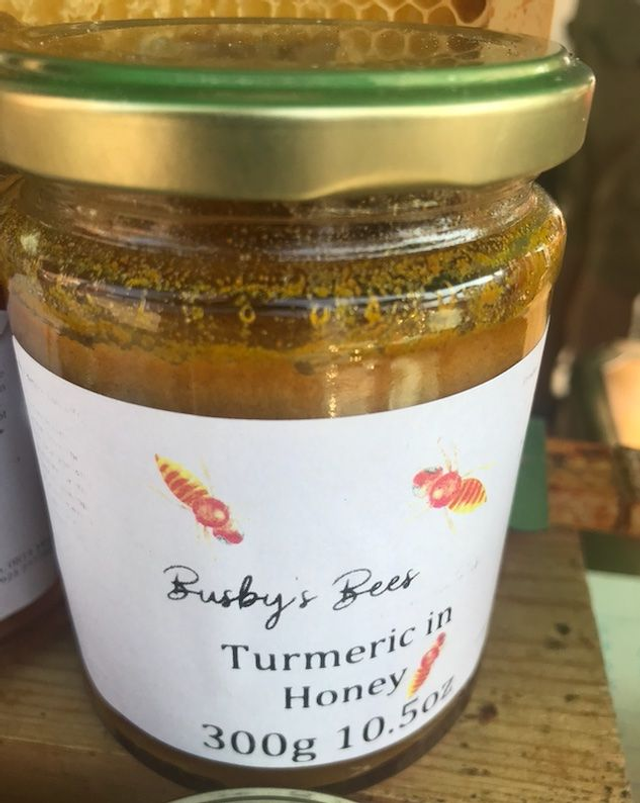 Busby's Bees
Turmeric in
Honey
300g 10.5oz